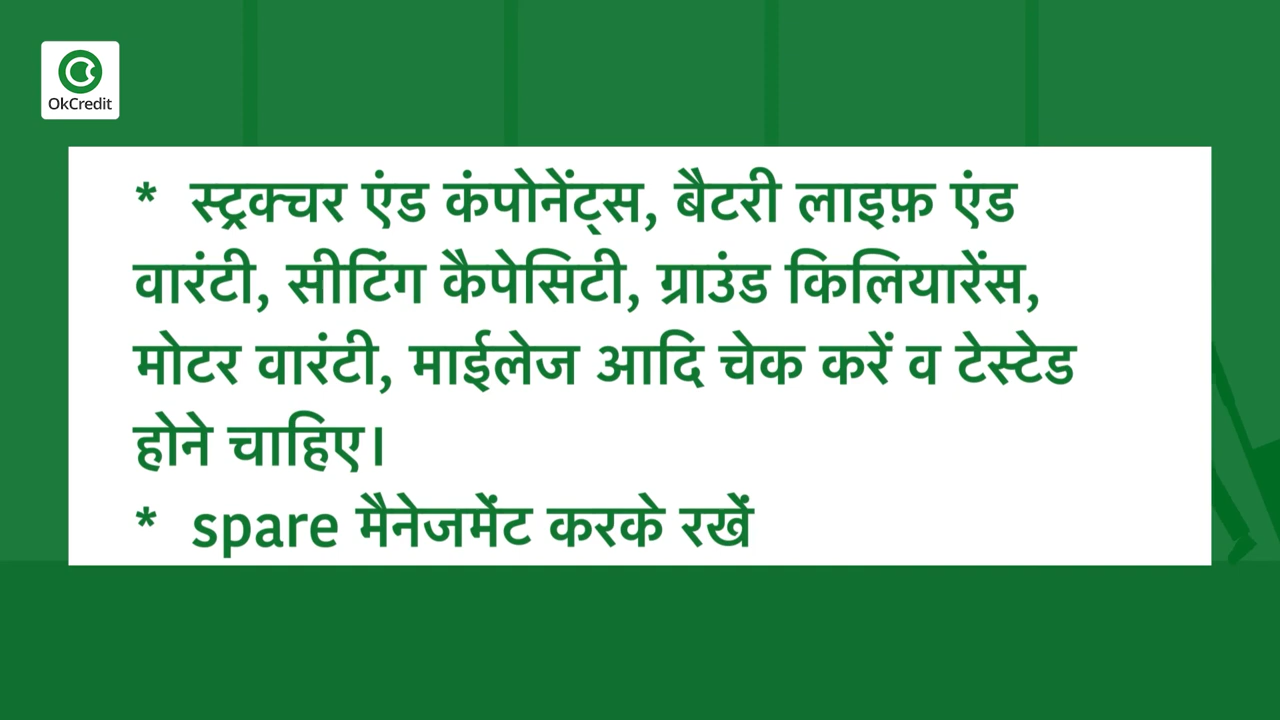 OkCredit
* स्ट्रक्चर एंड कंपोनेंट्स, बैटरी लाइफ़ एंड
वारंटी, सीटिंग कैपेसिटी, ग्राउंड किलियारेंस,
मोटर वारंटी, माईलेज आदि चेक करें व टेस्टेड
होने चाहिए।
* spare मैनेजमेंट करके रखें